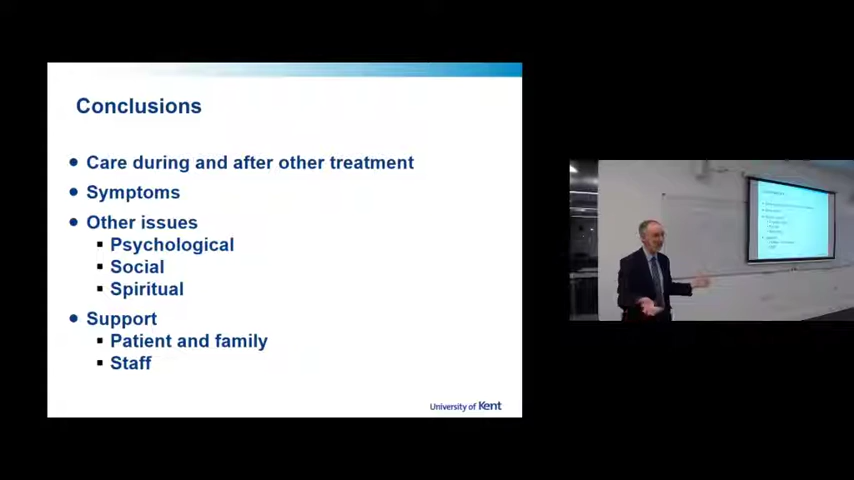 Conclusions
Care during and after other treatment
Symptoms
Other issues
Psychological
Social
Spiritual
Support
Patient and family
Staff
University of Kent